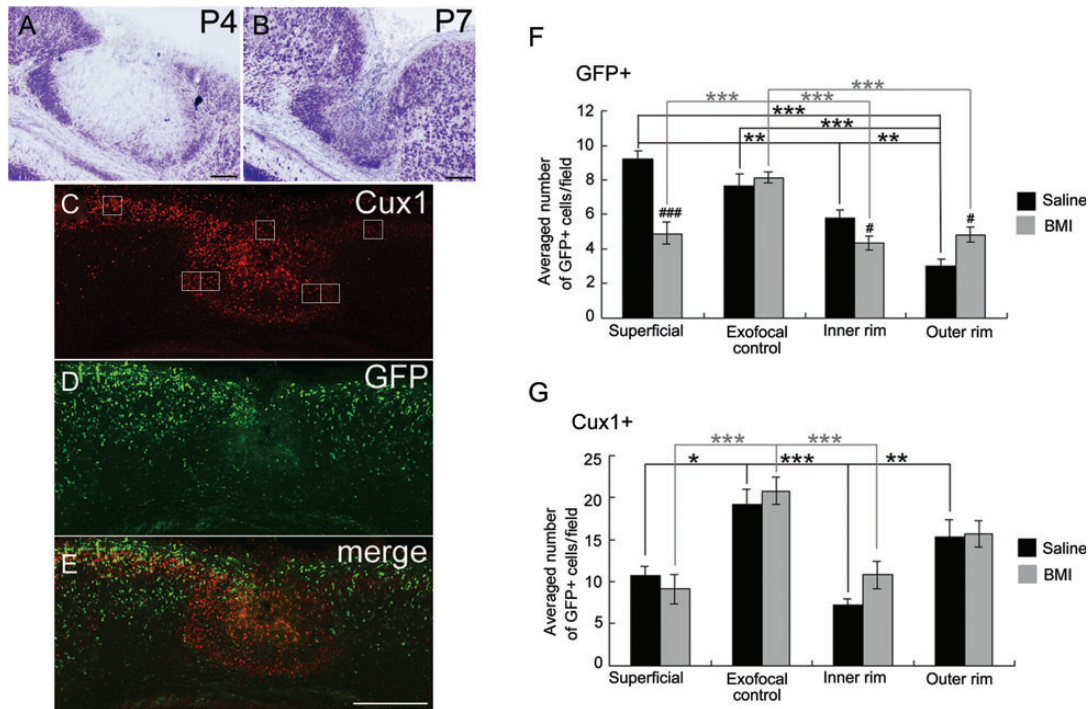 A
P4
B
P7
C
Cux1
D
GFP
E
merge
F
GFP+
Averaged number
of GFP+ cells/field
12
10
8
6
4
2
0
***
***
***
***
**
**
###
#
#
Superficial
Exofocal
control
Inner rim
Outer rim
Saline
BMI
G
Cux1+
Averaged number
of GFP+ cells/field
25
20
15
10
5
0
***
***
*
***
**
Superficial
Exofocal
control
Inner rim
Outer rim
Saline
BMI